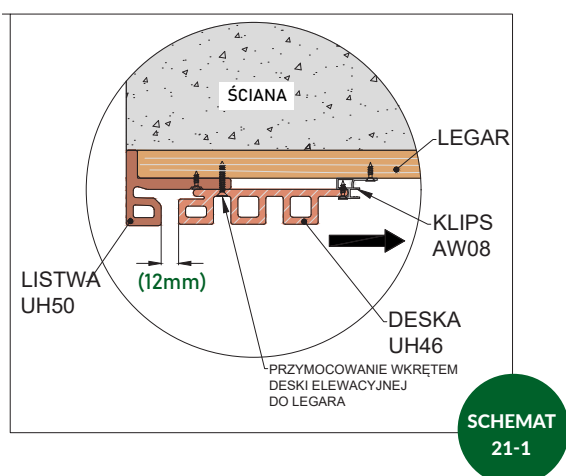 ŚCIANA
LEGAR
KLIPS
AW08
LISTWA
UH50
(12mm)
DESKA
UH46
PRZYMOCOWANIE WKRĘTEM
DESKI ELEWACYJNEJ
DO LEGARA
SCHEMAT
21-1